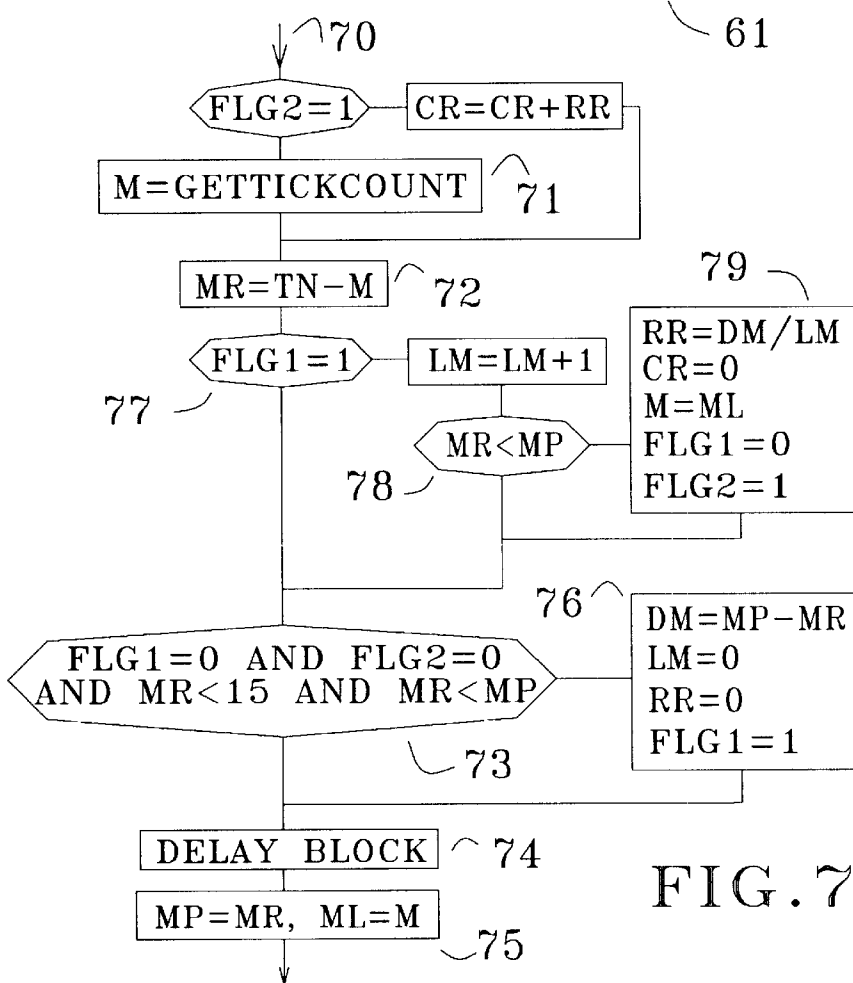 70
61
FLG2=1
CR=CR+RR
M=GETTICKCOUNT
71
MR=TN-M
72
79
FLG1=1
LM=LM+1
77
RR=DM/LM
CR=0
M=ML
FLG1=0
FLG2=1
MR<MP
78
76
FLG1=0 AND FLG2=0
AND MR<15 AND MR<MP
73
DM=MP-MR
LM=0
RR=0
FLG1=1
DELAY BLOCK
74
MP=MR, ML=M
75
FIG.7